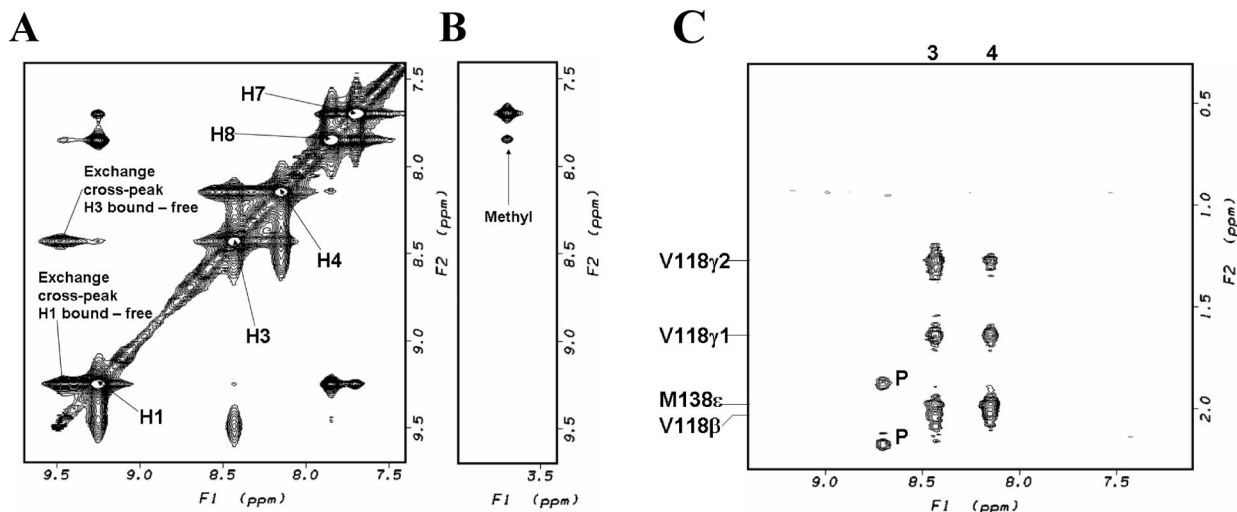 A
B
C
3 4
H7
H8
Exchange
cross-peak
H3 bound – free
H4
Exchange
cross-peak
H1 bound – free
H3
H1
7.5
8.0
8.5
9.0
9.5
F2 (ppm)
9.5 9.0 8.5 8.0 7.5
F1 (ppm)
Methyl
7.5
8.0
8.5
9.0
9.5
F2 (ppm)
3.5
F1 (ppm)
V118γ2
V118γ1
M138ε
V118β
P
P
0.5
1.0
1.5
2.0
F2 (ppm)
9.0 8.5 8.0 7.5
F1 (ppm)